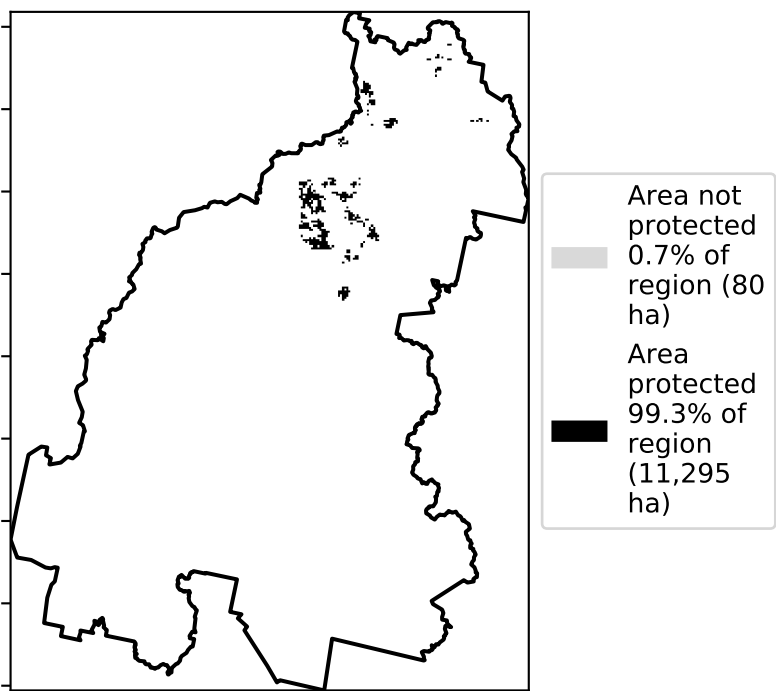 Area not
protected
0.7% of
region (80
ha)
Area
protected
99.3% of
region
(11,295
ha)